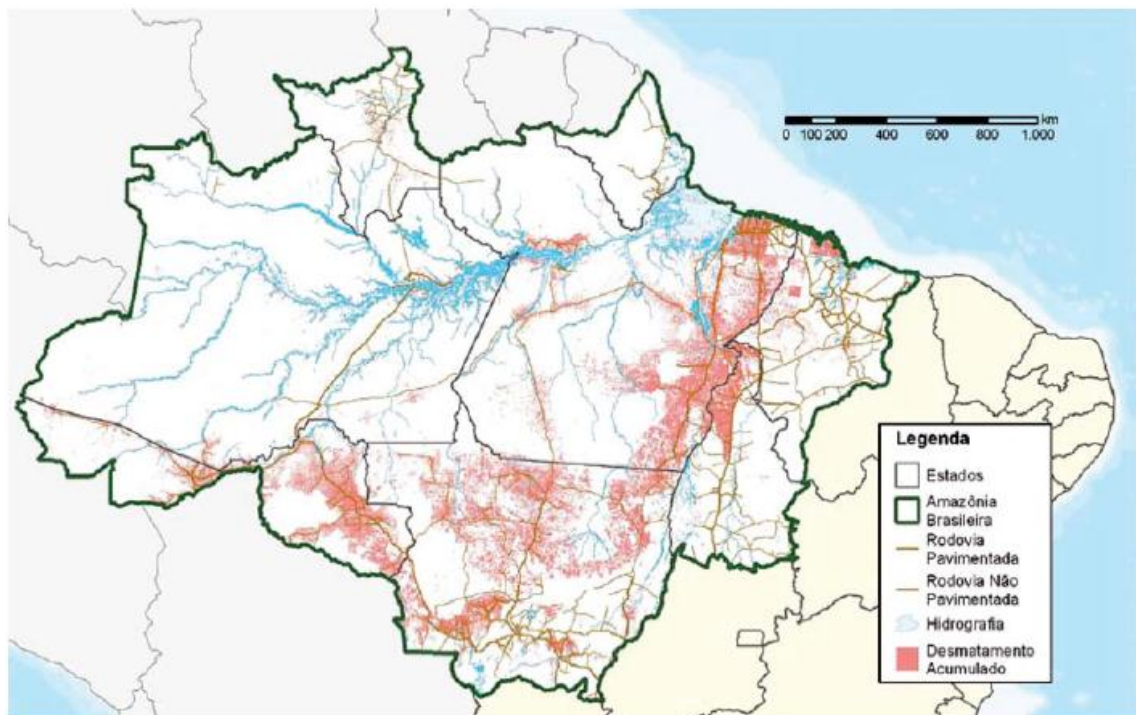 km
0 100 200 400 600 800 1.000
Legenda
Estados
Amazônia
Brasileira
Rodovia
Pavimentada
Rodovia Não
Pavimentada
Hidrografia
Desmatamento
Acumulado